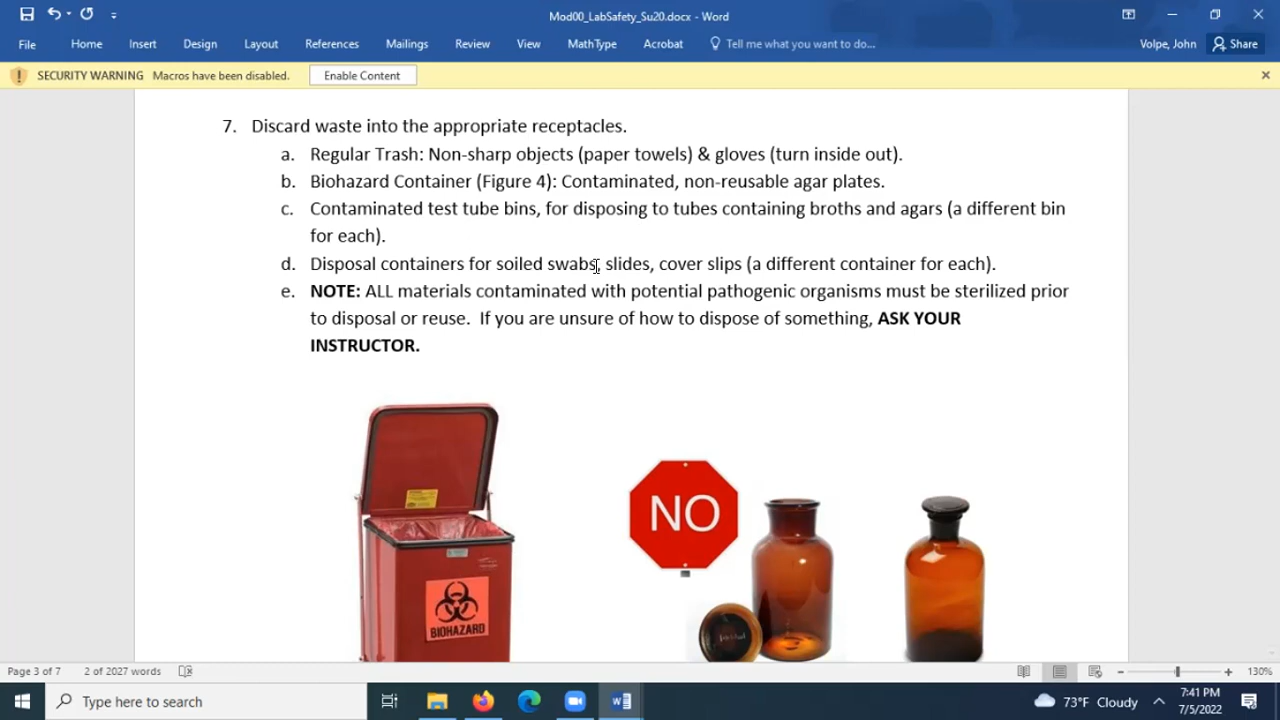 Mod00_LabSafety_Su20.docx - Word
File Home Insert Design Layout References Mailings Review View MathType Acrobat Tell me what you want to do... Volpe, John Share
SECURITY WARNING Macros have been disabled. Enable Content
7. Discard waste into the appropriate receptacles.
a. Regular Trash: Non-sharp objects (paper towels) & gloves (turn inside out).
b. Biohazard Container (Figure 4): Contaminated, non-reusable agar plates.
c. Contaminated test tube bins, for disposing to tubes containing broths and agars (a different bin
for each).
d. Disposal containers for soiled swabs, slides, cover slips (a different container for each).
e. NOTE: ALL materials contaminated with potential pathogenic organisms must be sterilized prior
to disposal or reuse. If you are unsure of how to dispose of something, ASK YOUR
INSTRUCTOR.
NO
BIOHAZARD
Page 3 of 7 2 of 2027 words 130%
Type here to search 73°F Cloudy 7:41 PM
7/5/2022